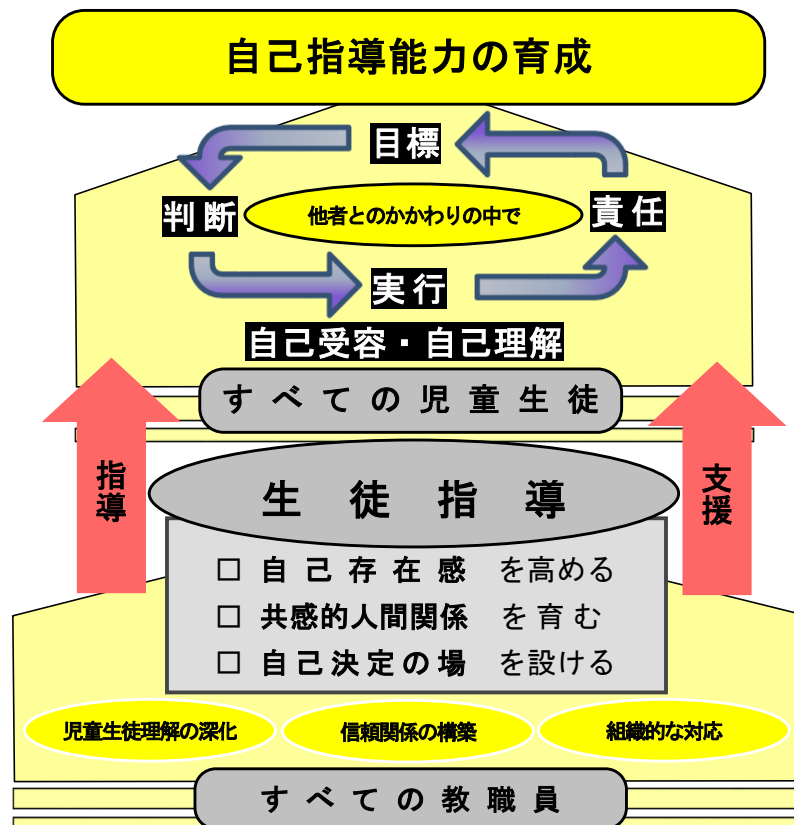 自己指導能力の育成
目標
判断
他者とのかかわりの中で
責任
実行
自己受容・自己理解
すべての児童生徒
指導
支援
生徒指導
□ 自己存在感 を高める
□ 共感的人間関係 を育む
□ 自己決定の場 を設ける
児童生徒理解の深化
信頼関係の構築
組織的な対応
すべての教職員